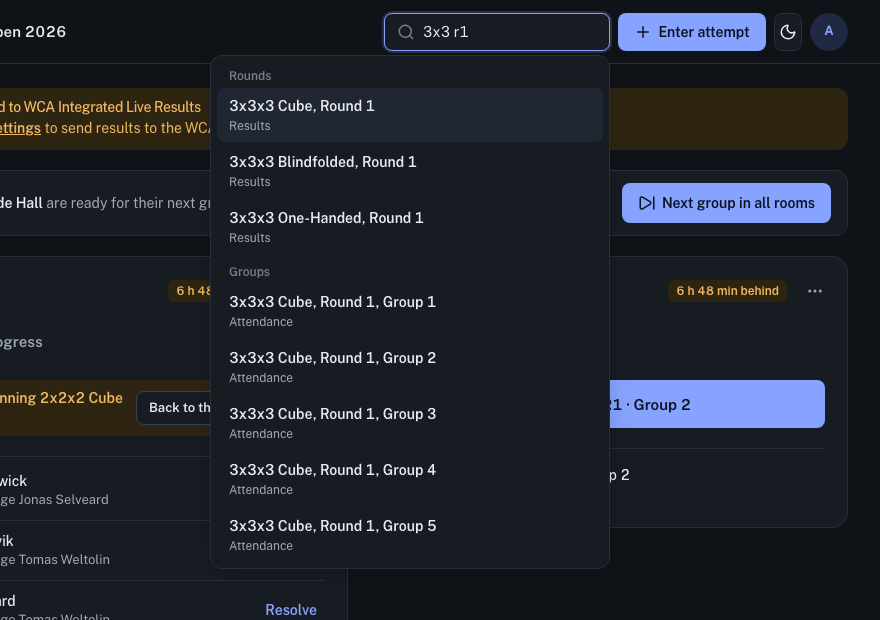 pen 2026
3x3 r1
Enter attempt
A
d to WCA Integrated Live Results
ettings to send results to the WCA
de Hall are ready for their next gr
Next group in all rooms
Rounds
3x3x3 Cube, Round 1
Results
3x3x3 Blindfolded, Round 1
Results
3x3x3 One-Handed, Round 1
Results
Groups
3x3x3 Cube, Round 1, Group 1
Attendance
3x3x3 Cube, Round 1, Group 2
Attendance
3x3x3 Cube, Round 1, Group 3
Attendance
3x3x3 Cube, Round 1, Group 4
Attendance
3x3x3 Cube, Round 1, Group 5
Attendance
6 h 48
ogress
nning 2x2x2 Cube
Back to th
wick
ge Jonas Selveard
vik
ge Tomas Weltolin
ard
ge Tomas Weltolin
Resolve
6 h 48 min behind
R1 · Group 2
p 2